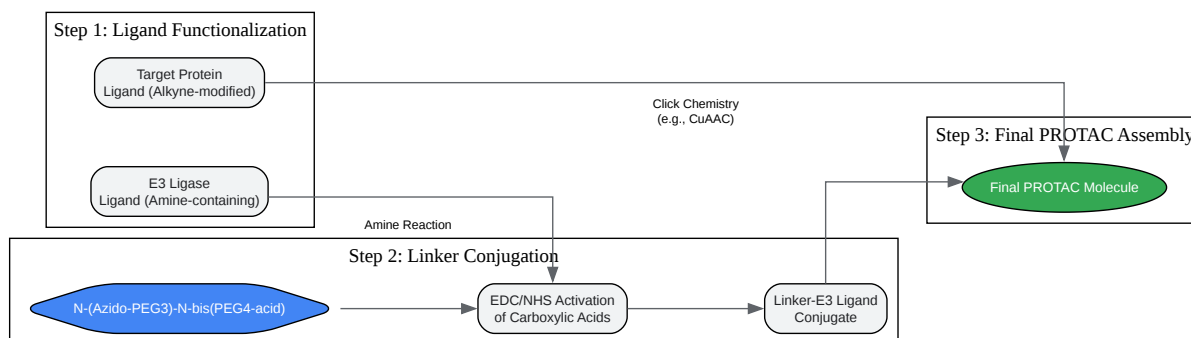 Step 1: Ligand Functionalization
Target Protein
Ligand (Alkyne-modified)
Click Chemistry
(e.g., CuAAC)
Step 3: Final PROTAC Assembly
E3 Ligase
Ligand (Amine-containing)
Final PROTAC Molecule
Amine Reaction
Step 2: Linker Conjugation
N-(Azido-PEG3)-N-bis(PEG4-acid)
EDC/NHS Activation
of Carboxylic Acids
Linker-E3 Ligand
Conjugate